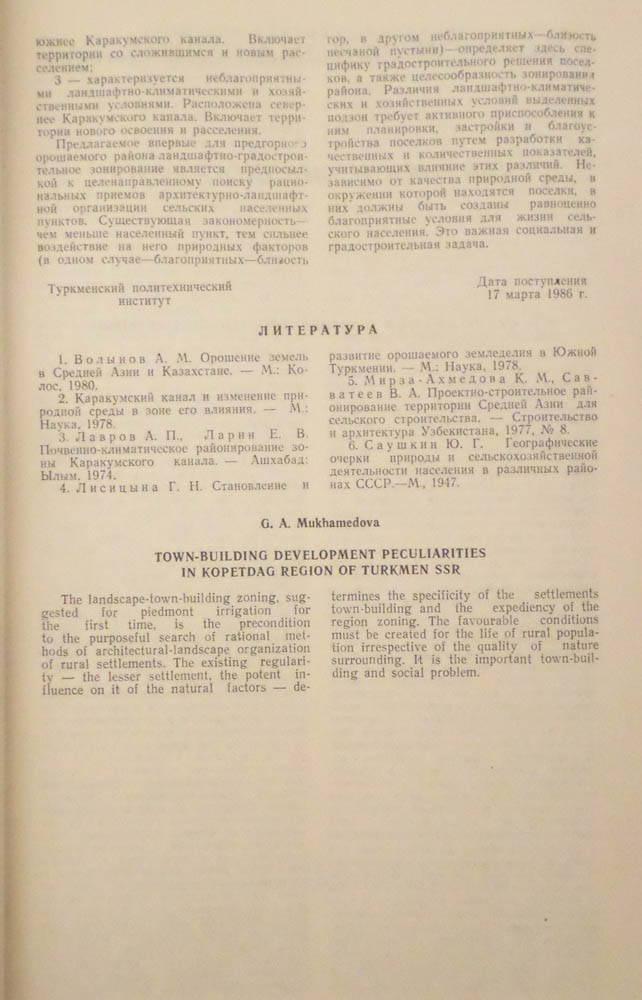 южнее Каракумского канала. Включает
территории со сложившимся и новым рас-
селением;
3 — характеризуется неблагоприятны-
ми ландшафтно-климатическими и хозяй-
ственными условиями. Расположена север-
нее Каракумского канала. Включает терри-
тории нового освоения и расселения.
Предлагаемое впервые для предгорного
орошаемого района ландшафтно-градострои-
тельное зонирование является предпосыл-
кой к целенаправленному поиску рацио-
нальных приемов архитектурно-ландшафт-
ной организации сельских населенных
пунктов. Существующая закономерность—
чем меньше населенный пункт, тем сильнее
воздействие на него природных факторов
(в одном случае—благоприятных—близость
гор, в другом неблагоприятных—близость
песчаной пустыни)—определяет здесь спе-
цифику градостроительного решения посел-
ков, а также целесообразность зонирования
района. Различия ландшафтно-климатиче-
ских и хозяйственных условий выделенных
подзон требует активного приспособления к
ним планировки, застройки и благоус-
тройства поселков путем разработки ка-
чественных и количественных показателей,
учитывающих влияние этих различий. Не-
зависимо от качества природной среды, в
окружении которой находятся поселки, в
них должны быть созданы равноценно
благоприятные условия для жизни сель-
ского населения. Это важная социальная и
градостроительная задача.
Туркменский политехнический
институт
Дата поступления
17 марта 1986 г.
ЛИТЕРАТУРА
1. Волынов А. М. Орошение земель
в Средней Азии и Казахстане. — М.: Ко-
лос, 1980.
2. Каракумский канал и изменение при-
родной среды в зоне его влияния. — М.:
Наука, 1978.
3. Лавров А. П., Ларин Е. В.
Почвенно-климатическое районирование зо-
ны Каракумского канала. — Ашхабад:
Ылым. 1974.
4. Лисицына Г. Н. Становление и
развитие орошаемого земледелия в Южной
Туркмении. — М.: Наука, 1978.
5. Мирза-Ахмедова К. М., Сав-
ватеев В. А. Проектно-строительное рай-
онирование территории Средней Азии для
сельского строительства. — Строительство
и архитектура Узбекистана, 1977, № 8.
6. Саушкин Ю. Г. Географические
очерки природы и сельскохозяйственной
деятельности населения в различных райо-
нах СССР.—М., 1947.
G. A. Mukhamedova
TOWN-BUILDING DEVELOPMENT PECULIARITIES
IN KOPETDAG REGION OF TURKMEN SSR
The landscape-town-building zoning, sug-
gested for piedmont irrigation for
the first time, is the precondition
to the purposeful search of rational met-
hods of architectural-landscape organization
of rural settlements. The existing regulari-
ty — the lesser settlement, the potent in-
fluence on it of the natural factors — de-
termines the specificity of the settlements
town-building and the expediency of the
region zoning. The favourable conditions
must be created for the life of rural popula-
tion irrespective of the quality of nature
surrounding. It is the important town-buil-
ding and social problem.